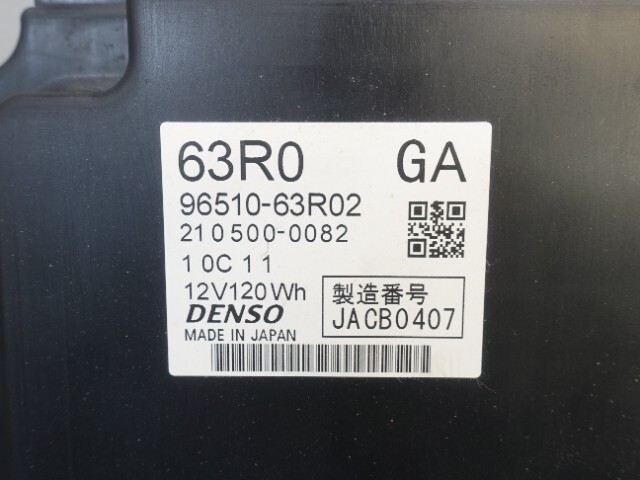 63R0 GA
96510-63R02
210500-0082
10C11
12V120Wh
DENSO
MADE IN JAPAN
製造番号
JACB0407